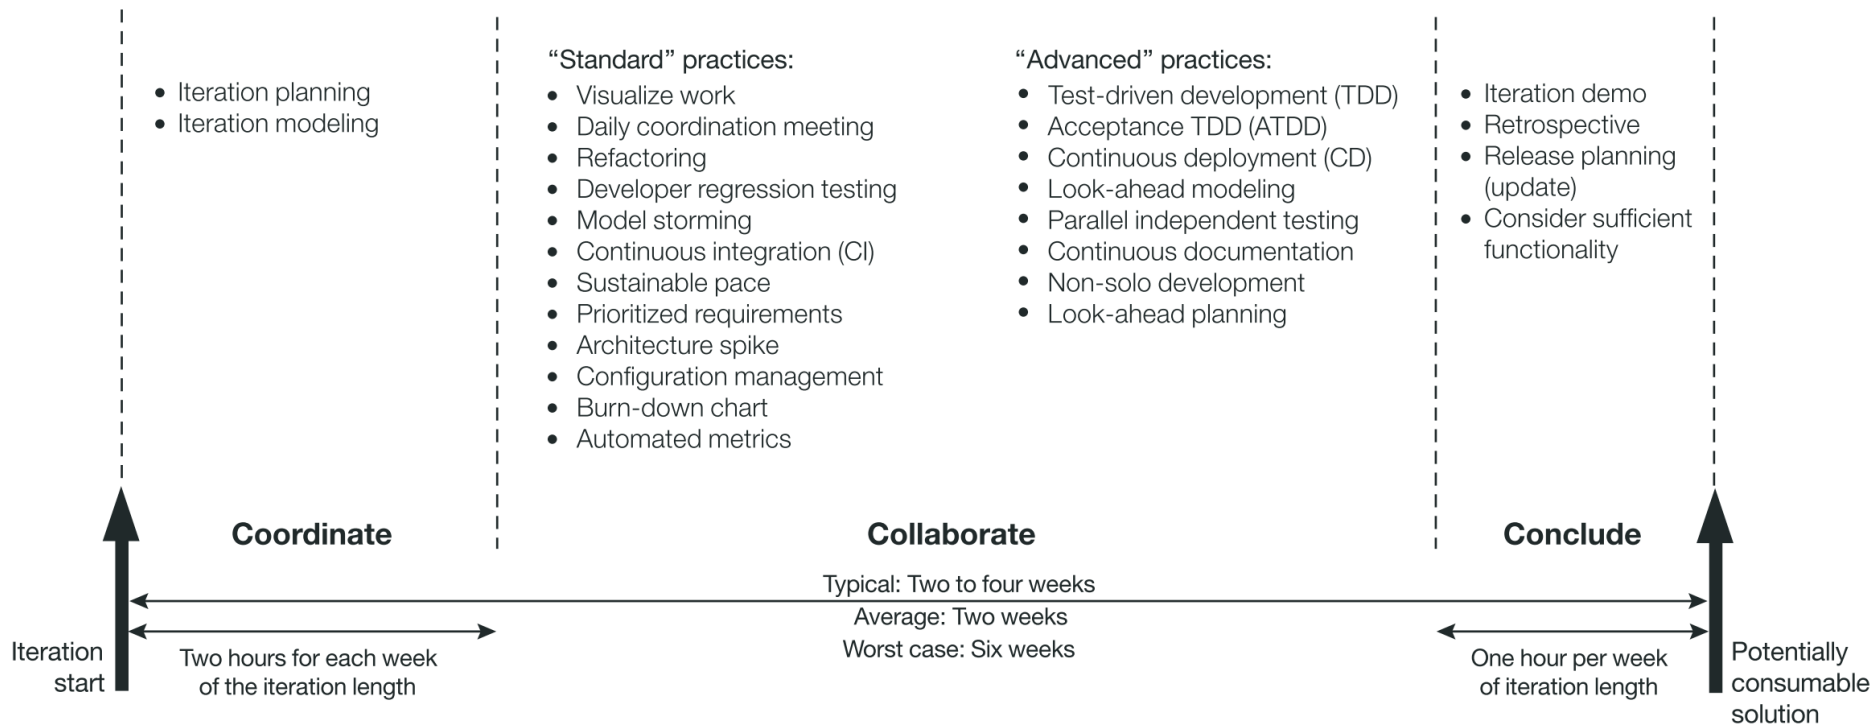 • Iteration planning
• Iteration modeling
“Standard” practices:
• Visualize work
• Daily coordination meeting
• Refactoring
• Developer regression testing
• Model storming
• Continuous integration (CI)
• Sustainable pace
• Prioritized requirements
• Architecture spike
• Configuration management
• Burn-down chart
• Automated metrics
“Advanced” practices:
• Test-driven development (TDD)
• Acceptance TDD (ATDD)
• Continuous deployment (CD)
• Look-ahead modeling
• Parallel independent testing
• Continuous documentation
• Non-solo development
• Look-ahead planning
• Iteration demo
• Retrospective
• Release planning
(update)
• Consider sufficient
functionality
Coordinate
Collaborate
Conclude
Typical: Two to four weeks
Average: Two weeks
Worst case: Six weeks
Iteration
start
Two hours for each week
of the iteration length
One hour per week
of iteration length
Potentially
consumable
solution